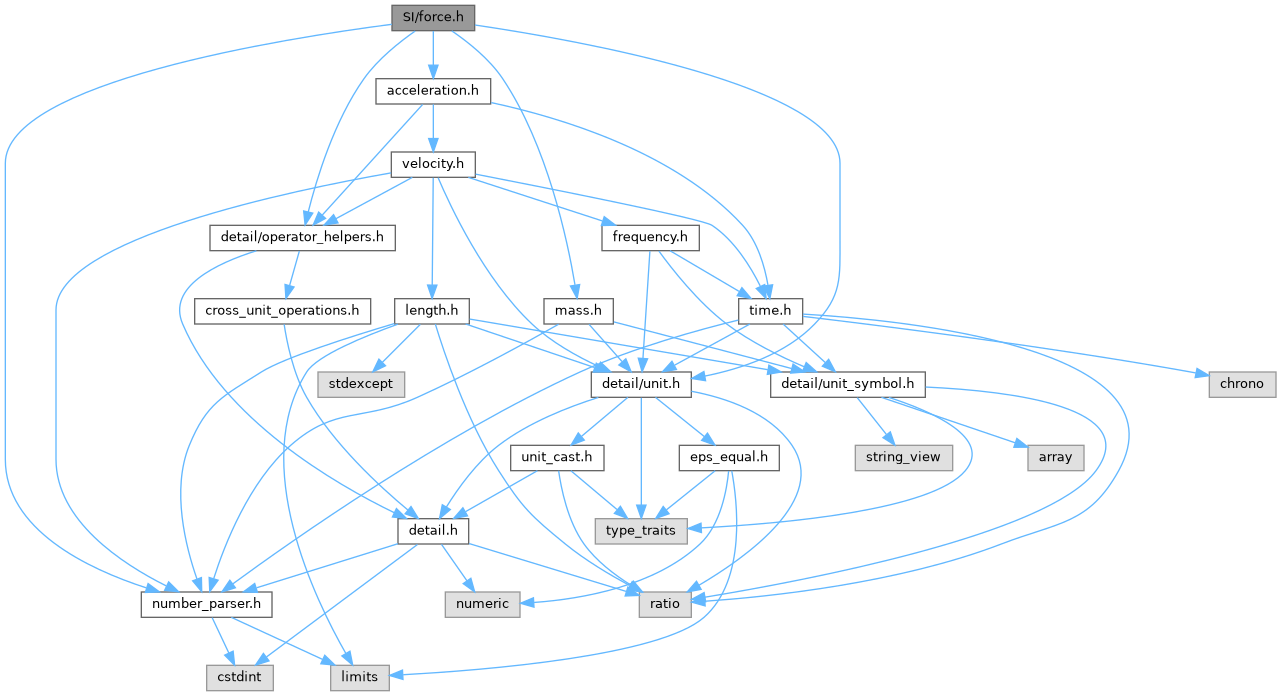 SI/force.h
acceleration.h
velocity.h
detail/operator_helpers.h
frequency.h
cross_unit_operations.h
length.h
mass.h
time.h
stdexcept
detail/unit.h
detail/unit_symbol.h
chrono
unit_cast.h
eps_equal.h
string_view
array
detail.h
type_traits
number_parser.h
numeric
ratio
cstdint
limits